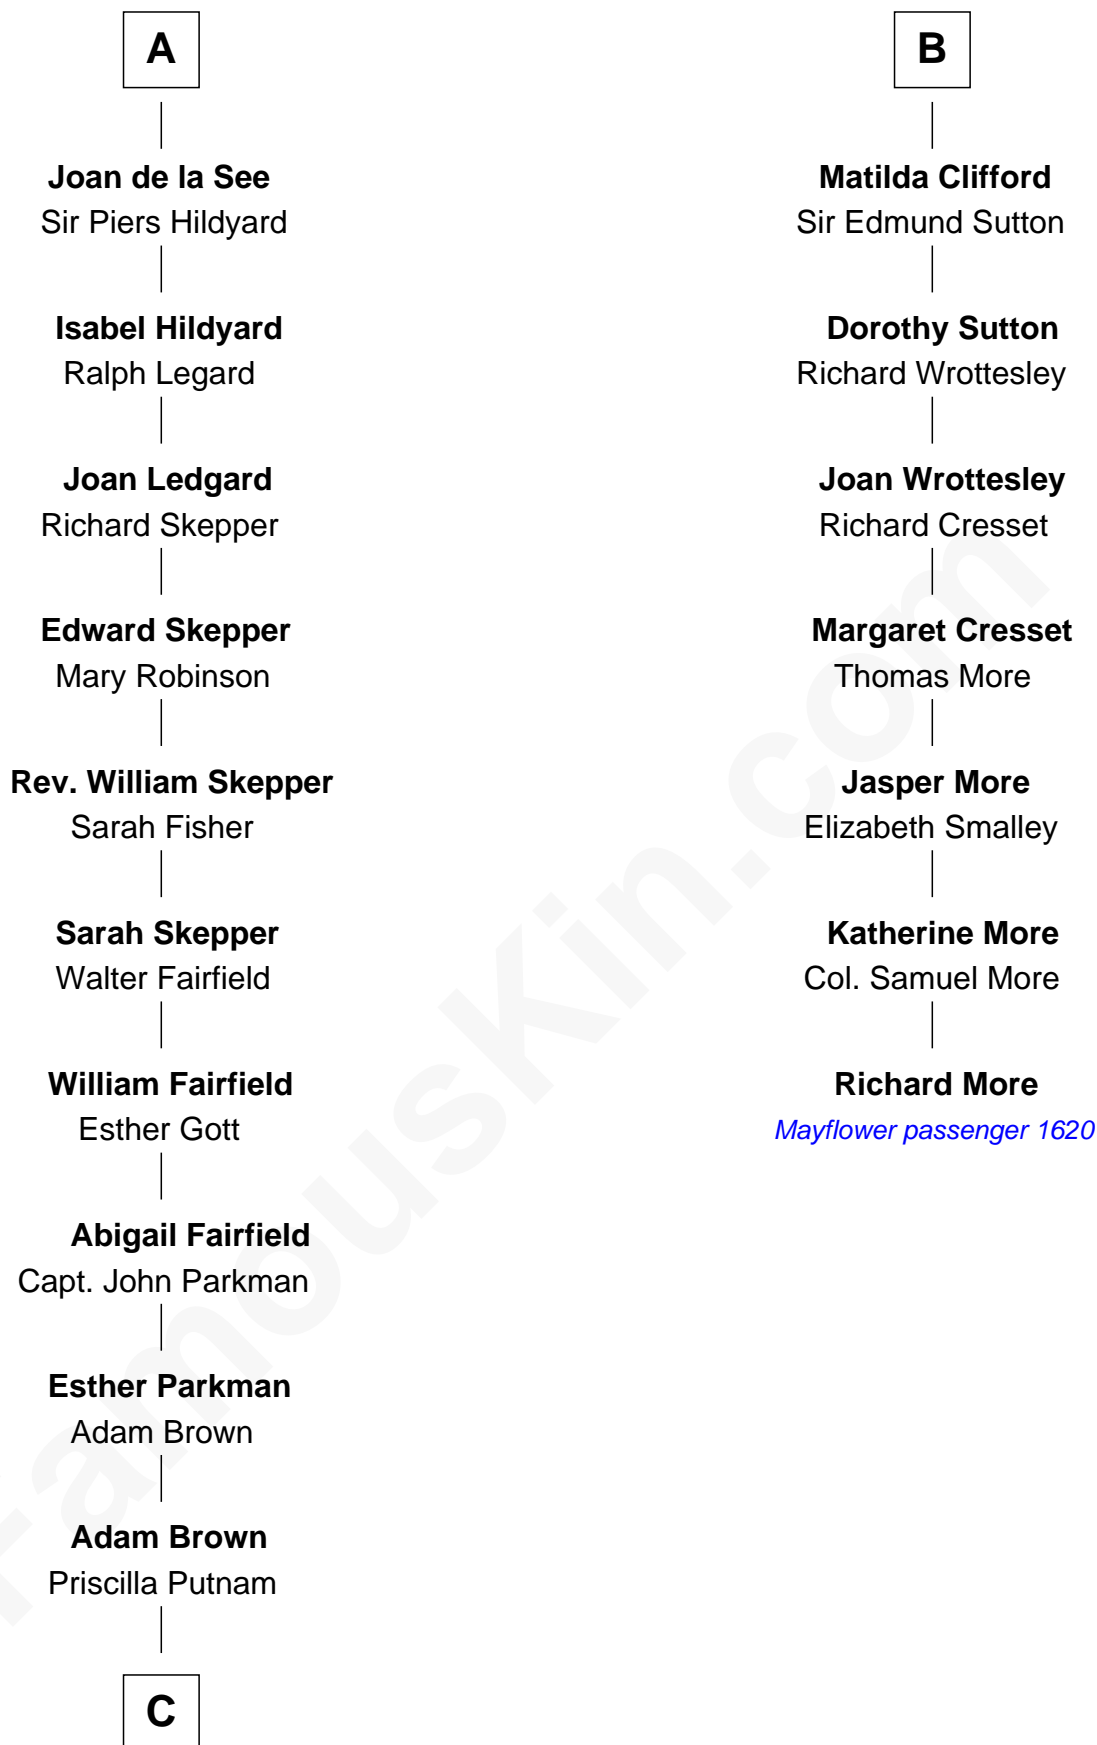 A
Joan de la See
Sir Piers Hildyard
Isabel Hildyard
Ralph Legard
Joan Ledgard
Richard Skepper
Edward Skepper
Mary Robinson
Rev. William Skepper
Sarah Fisher
Sarah Skepper
Walter Fairfield
William Fairfield
Esther Gott
Abigail Fairfield
Capt. John Parkman
Esther Parkman
Adam Brown
Adam Brown
Priscilla Putnam
C
B
Matilda Clifford
Sir Edmund Sutton
Dorothy Sutton
Richard Wrottesley
Joan Wrottesley
Richard Cresset
Margaret Cresset
Thomas More
Jasper More
Elizabeth Smalley
Katherine More
Col. Samuel More
Richard More
Mayflower passenger 1620
FamousKin.com